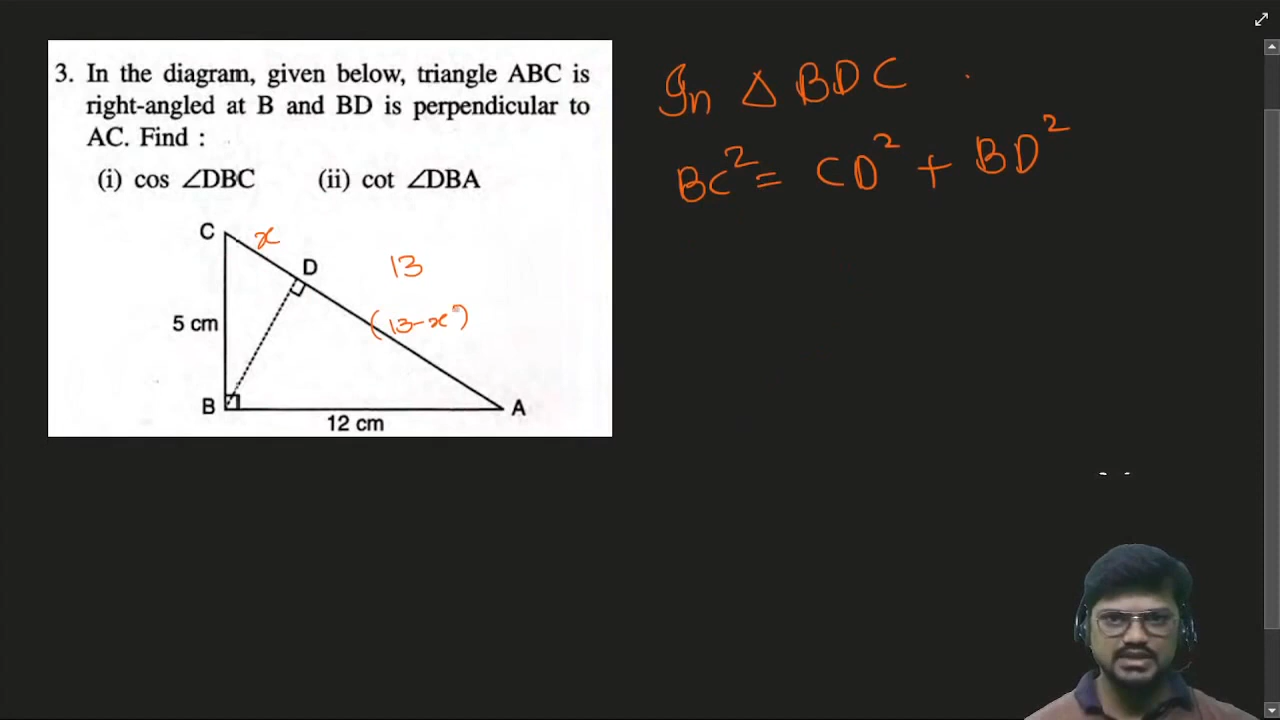 3. In the diagram, given below, triangle ABC is
right-angled at B and BD is perpendicular to
AC. Find :
(i) cos ∠DBC (ii) cot ∠DBA
C
x
D
13
5 cm
(13-x)
B
A
12 cm
In △ BDC
BC² = CD² + BD²